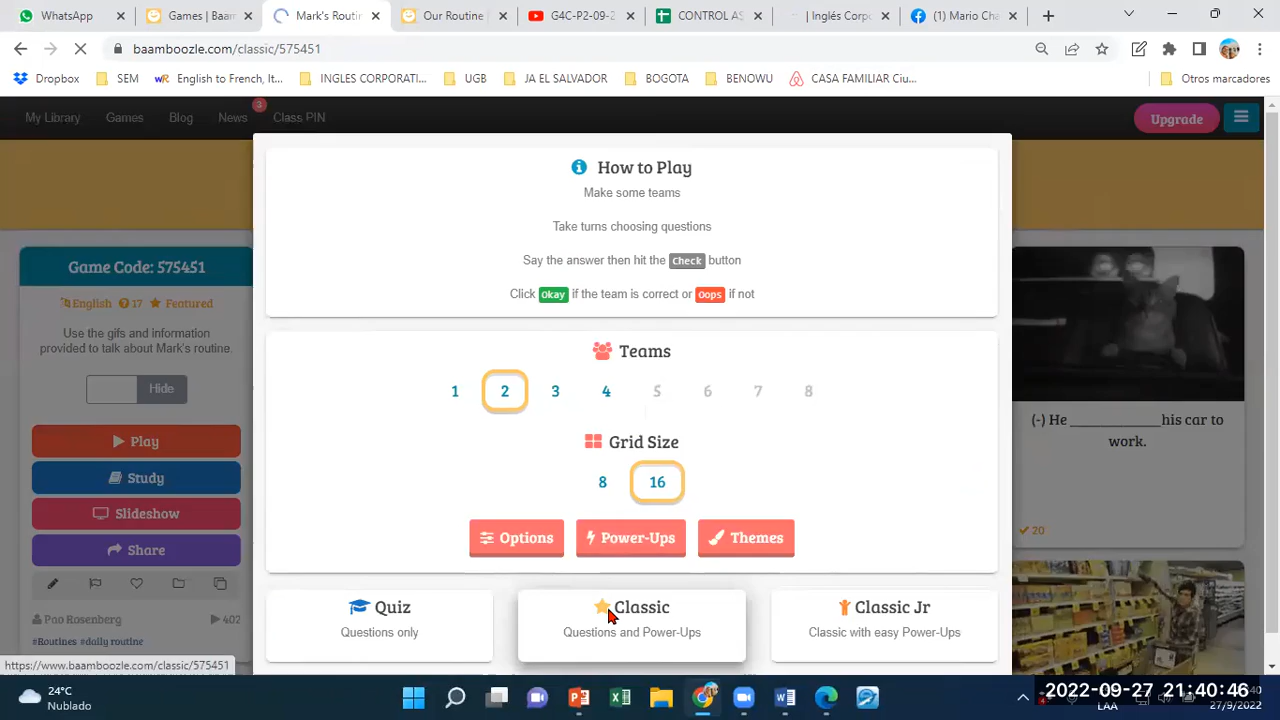 WhatsApp
Games | Baam
Mark's Routin
Our Routine
G4C-P2-09-2
CONTROL AS
Inglés Corpo
(1) Mario Cha
baamboozle.com/classic/575451
Dropbox
SEM
English to French, It...
INGLES CORPORATI...
UGB
JA EL SALVADOR
BOGOTA
BENOWU
CASA FAMILIAR Ciu...
Otros marcadores
My Library
Games
Blog
News
3
Class PIN
Upgrade
How to Play
Make some teams
Take turns choosing questions
Say the answer then hit the Check button
Click Okay if the team is correct or Oops if not
Game Code: 575451
English 17 Featured
Use the gifs and information
provided to talk about Mark's routine.
Hide
Play
Study
Slideshow
Share
Pao Rosenberg 402
#Routines #daily routine
Teams
1 2 3 4 5 6 7 8
Grid Size
8 16
Options
Power-Ups
Themes
Quiz
Questions only
Classic
Questions and Power-Ups
Classic Jr
Classic with easy Power-Ups
(-) He ____________his car to
work.
20
https://www.baamboozle.com/classic/575451
24°C
Nublado
LAA
2022-09-27 21:40:46
27/9/2022